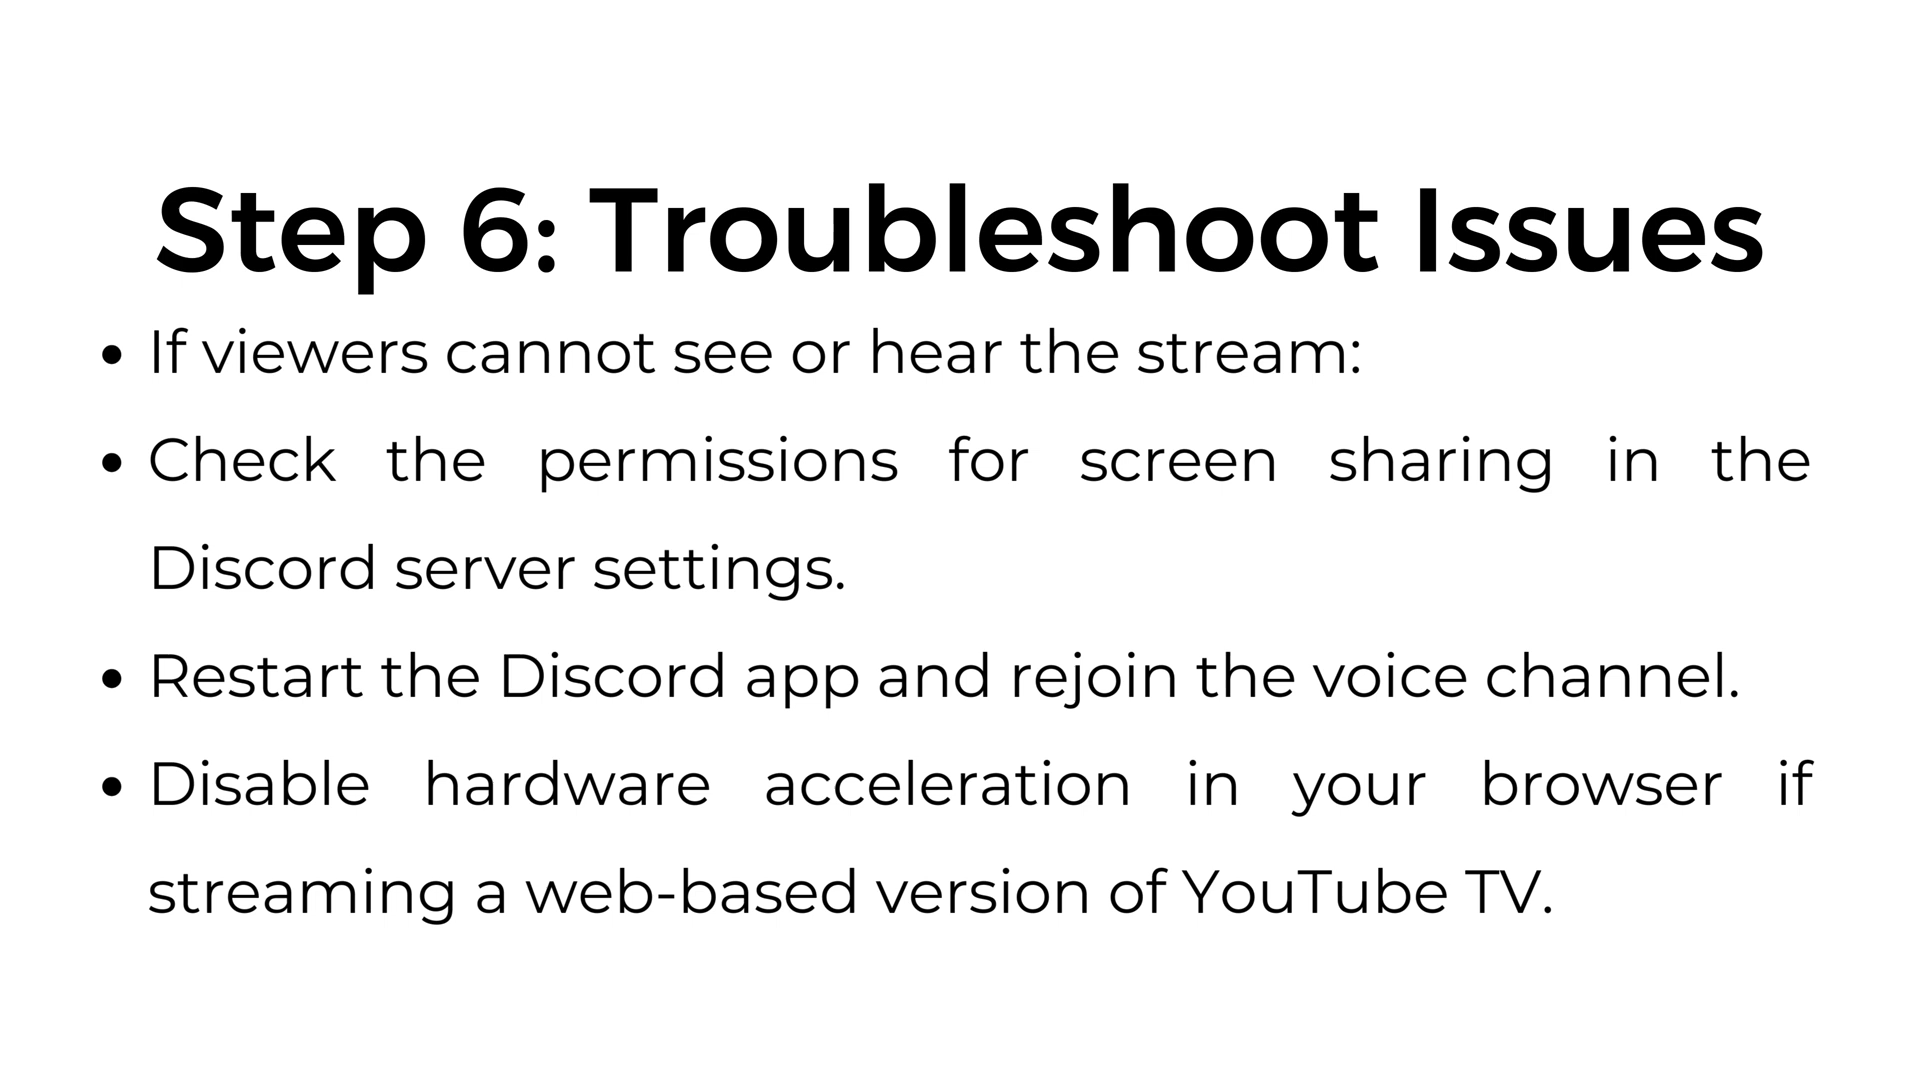 Step 6: Troubleshoot Issues
• If viewers cannot see or hear the stream:
• Check the permissions for screen sharing in the
Discord server settings.
• Restart the Discord app and rejoin the voice channel.
• Disable hardware acceleration in your browser if
streaming a web-based version of YouTube TV.